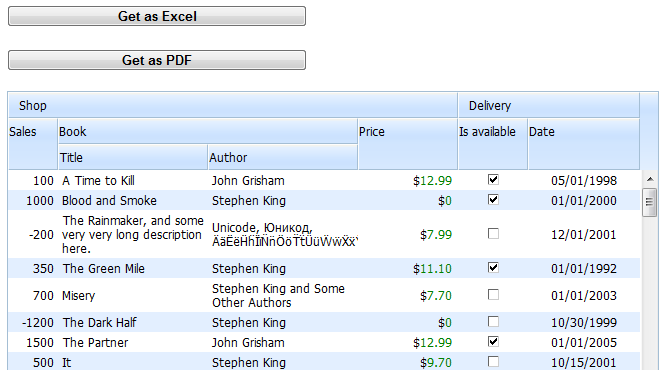 Get as Excel
Get as PDF
Shop Delivery
Sales Book Price Is available Date
Title Author
100 A Time to Kill John Grisham $12.99 05/01/1998
1000 Blood and Smoke Stephen King $0 01/01/2000
The Rainmaker, and some
very very long description
here.
-200 Unicode, Юникод, $7.99 12/01/2001
350 The Green Mile Stephen King $11.10 01/01/1992
Stephen King and Some
Other Authors
700 Misery $7.70 01/01/2003
-1200 The Dark Half Stephen King $0 10/30/1999
1500 The Partner John Grisham $12.99 01/01/2005
500 It Stephen King $9.70 10/15/2001